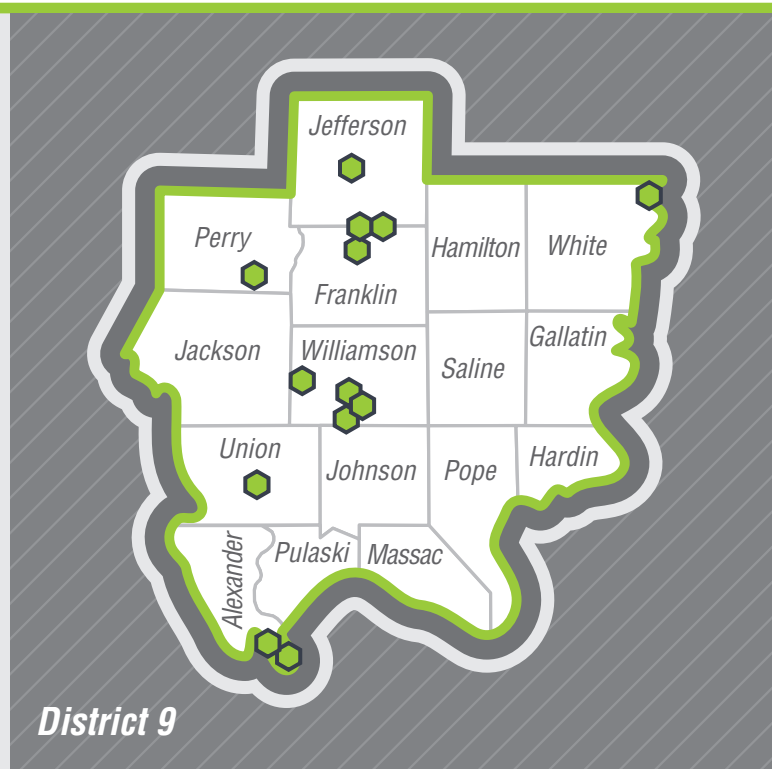 Jefferson
Perry
Hamilton
White
Franklin
Jackson
Williamson
Gallatin
Saline
Union
Johnson
Pope
Hardin
Alexander
Pulaski
Massac
District 9